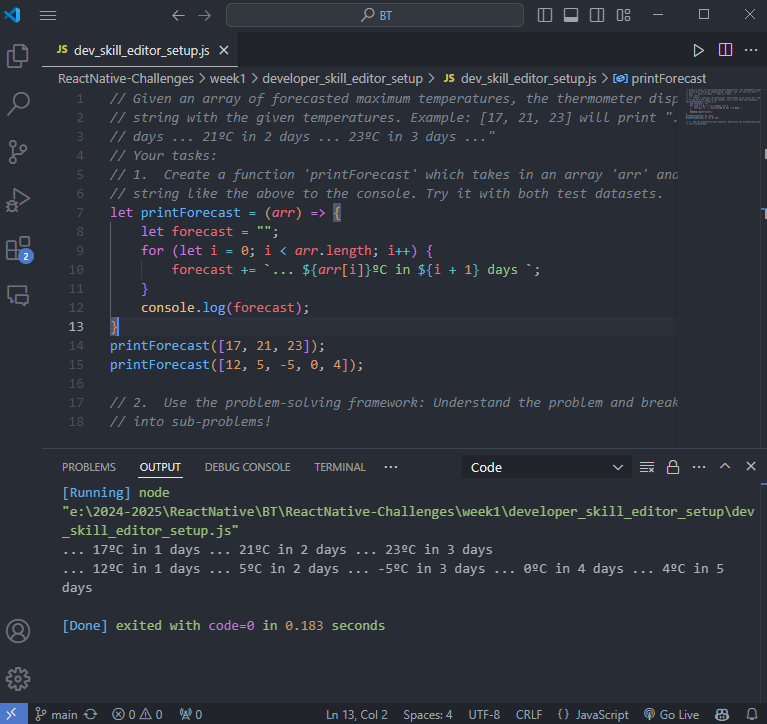 BT
JS dev_skill_editor_setup.js
ReactNative-Challenges > week1 > developer_skill_editor_setup > JS dev_skill_editor_setup.js > printForecast
1 // Given an array of forecasted maximum temperatures, the thermometer disp
2 // string with the given temperatures. Example: [17, 21, 23] will print ".
3 // days ... 21ºC in 2 days ... 23ºC in 3 days ..."
4 // Your tasks:
5 // 1.  Create a function 'printForecast' which takes in an array 'arr' and
6 // string like the above to the console. Try it with both test datasets.
7 let printForecast = (arr) => {
8 let forecast = "";
9 for (let i = 0; i < arr.length; i++) {
10 forecast += `... ${arr[i]}ºC in ${i + 1} days `;
11 }
12 console.log(forecast);
13 }
14 printForecast([17, 21, 23]);
15 printForecast([12, 5, -5, 0, 4]);
16
17 // 2.  Use the problem-solving framework: Understand the problem and break
18 // into sub-problems!
2
PROBLEMS OUTPUT DEBUG CONSOLE TERMINAL ... Code
[Running] node
"e:\2024-2025\ReactNative\BT\ReactNative-Challenges\week1\developer_skill_editor_setup\dev
_skill_editor_setup.js"
... 17ºC in 1 days ... 21ºC in 2 days ... 23ºC in 3 days
... 12ºC in 1 days ... 5ºC in 2 days ... -5ºC in 3 days ... 0ºC in 4 days ... 4ºC in 5
days
[Done] exited with code=0 in 0.183 seconds
main 0 0 0 Ln 13, Col 2 Spaces: 4 UTF-8 CRLF {} JavaScript Go Live